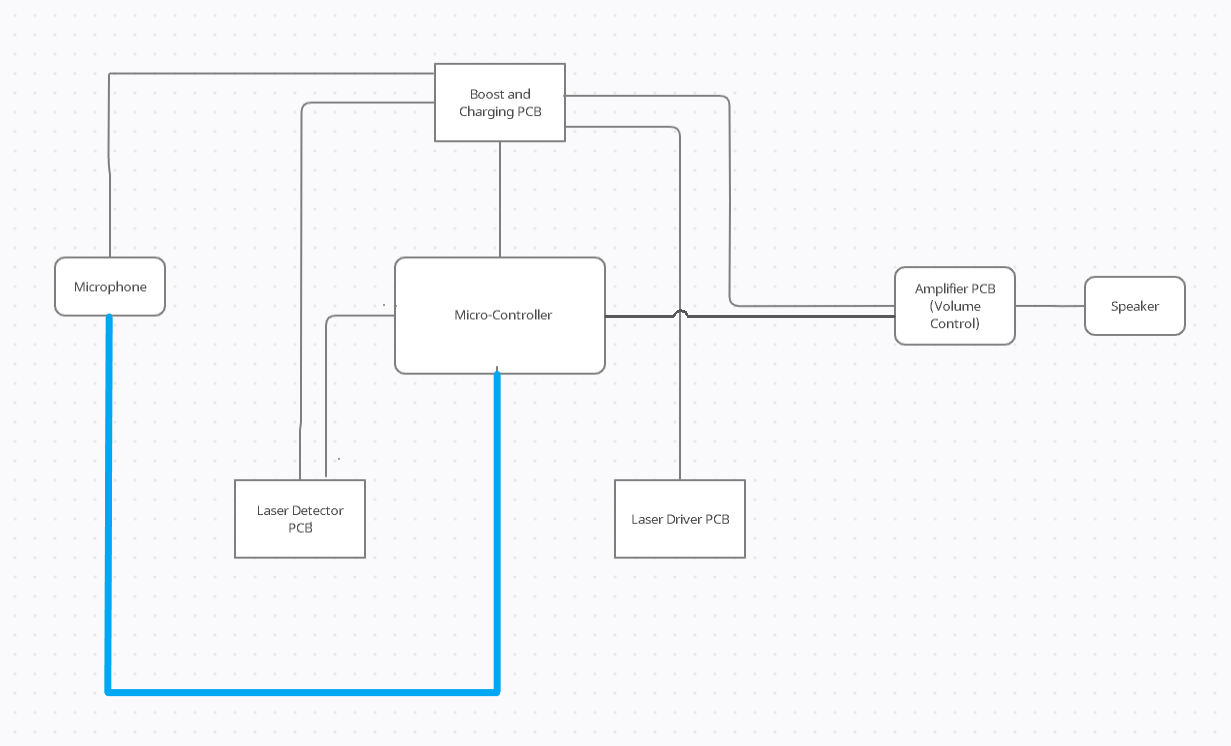 Boost and
Charging PCB
Microphone
Micro-Controller
Amplifier PCB
(Volume
Control)
Speaker
Laser Detector
PCB
Laser Driver PCB